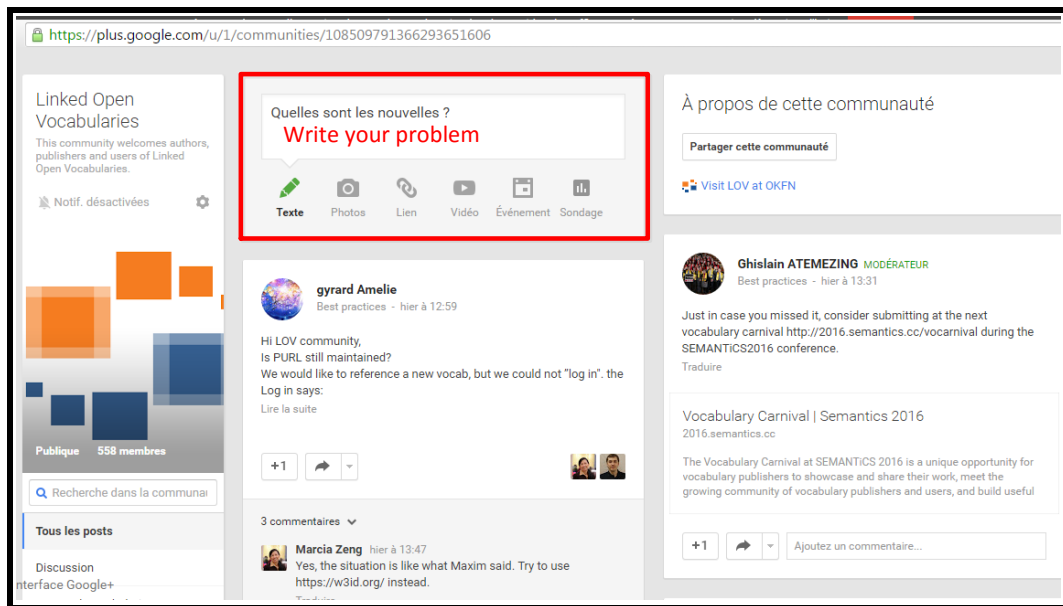 https://plus.google.com/u/1/communities/108509791366293651606
Linked Open
Vocabularies
This community welcomes authors,
publishers and users of Linked
Open Vocabularies.
Notif. désactivées
Publique 558 membres
Recherche dans la communau
Tous les posts
Discussion
nterface Google+
Quelles sont les nouvelles ?
Write your problem
Texte Photos Lien Vidéo Événement Sondage
gyrard Amelie
Best practices - hier à 12:59
Hi LOV community,
Is PURL still maintained?
We would like to reference a new vocab, but we could not "log in". the
Log in says:
Lire la suite
+1
3 commentaires
Marcia Zeng hier à 13:47
Yes, the situation is like what Maxim said. Try to use
https://w3id.org/ instead.
Traduire
À propos de cette communauté
Partager cette communauté
Visit LOV at OKFN
Ghislain ATEMEZING MODÉRATEUR
Best practices - hier à 13:31
Just in case you missed it, consider submitting at the next
vocabulary carnival http://2016.semantics.cc/vocarnival during the
SEMANTiCS2016 conference.
Traduire
Vocabulary Carnival | Semantics 2016
2016.semantics.cc
The Vocabulary Carnival at SEMANTiCS 2016 is a unique opportunity for
vocabulary publishers to showcase and share their work, meet the
growing community of vocabulary publishers and users, and build useful
+1 Ajoutez un commentaire...